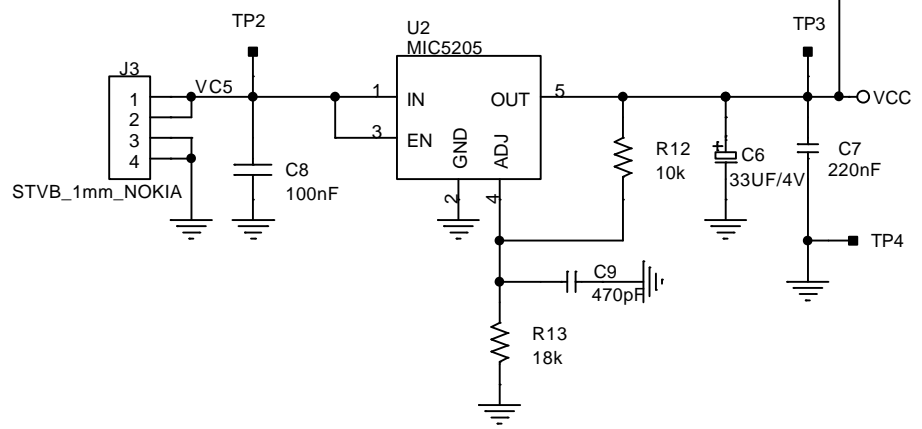 TP2
TP3
U2
MIC5205
J3
VC5
1
2
3
4
STVB_1mm_NOKIA
C8
100nF
1
IN
OUT
5
3
EN
GND
ADJ
2
4
VCC
R12
10k
C6
33UF/4V
C7
220nF
TP4
C9
470pF
R13
18k